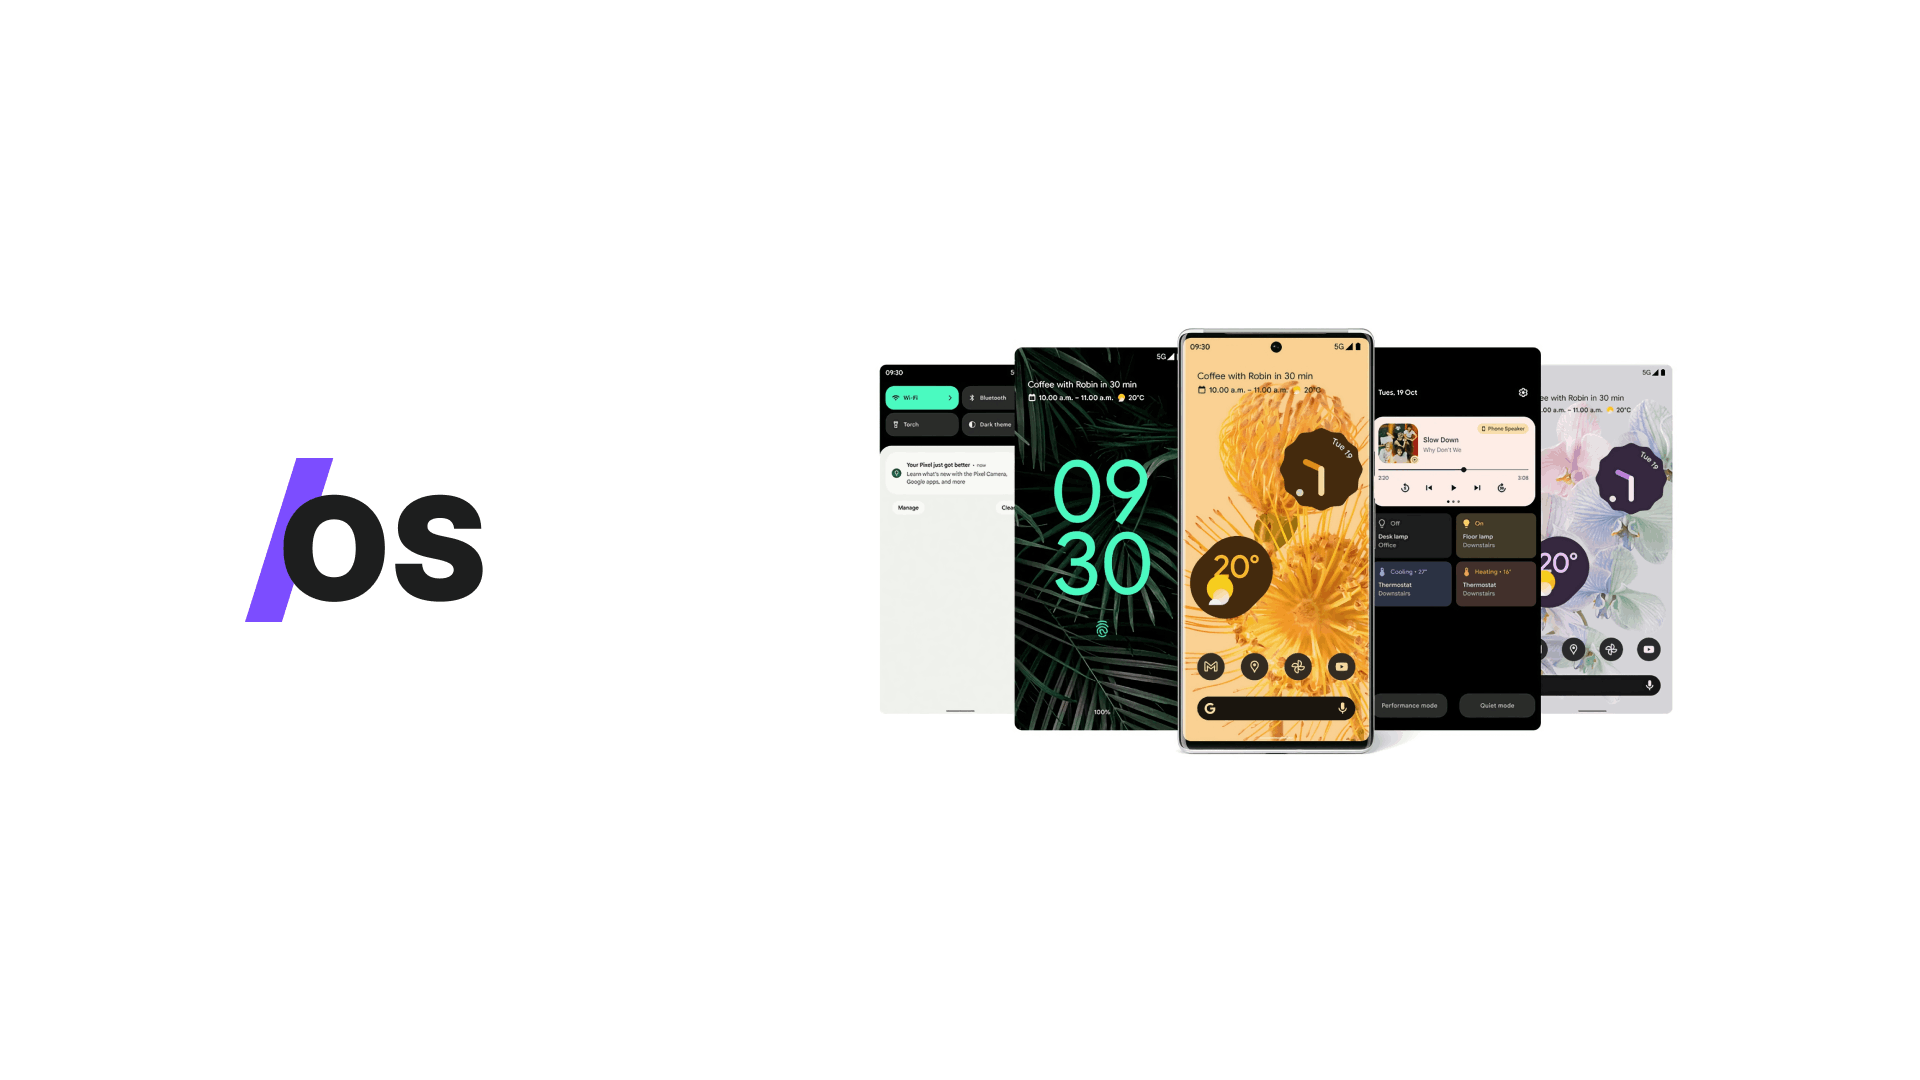 /os
09:30
5
Wi-Fi
Bluetooth
Torch
Dark theme
Your Pixel just got better • now
Learn what's new with the Pixel Camera,
Google apps, and more
Manage
Clea
5G
Coffee with Robin in 30 min
10.00 a.m. – 11.00 a.m. 20°C
09
30
100%
09:30
5G
Coffee with Robin in 30 min
10.00 a.m. – 11.00 a.m. 20°C
Tue 19
20°
G
Tues, 19 Oct
Phone Speaker
Slow Down
Why Don't We
2:20
3:08
Off
Desk lamp
Office
On
Floor lamp
Downstairs
Cooling • 27°
Thermostat
Downstairs
Heating • 16°
Thermostat
Downstairs
Performance mode
Quiet mode
5G
ee with Robin in 30 min
.00 a.m. – 11.00 a.m. 20°C
Tue 19
20°